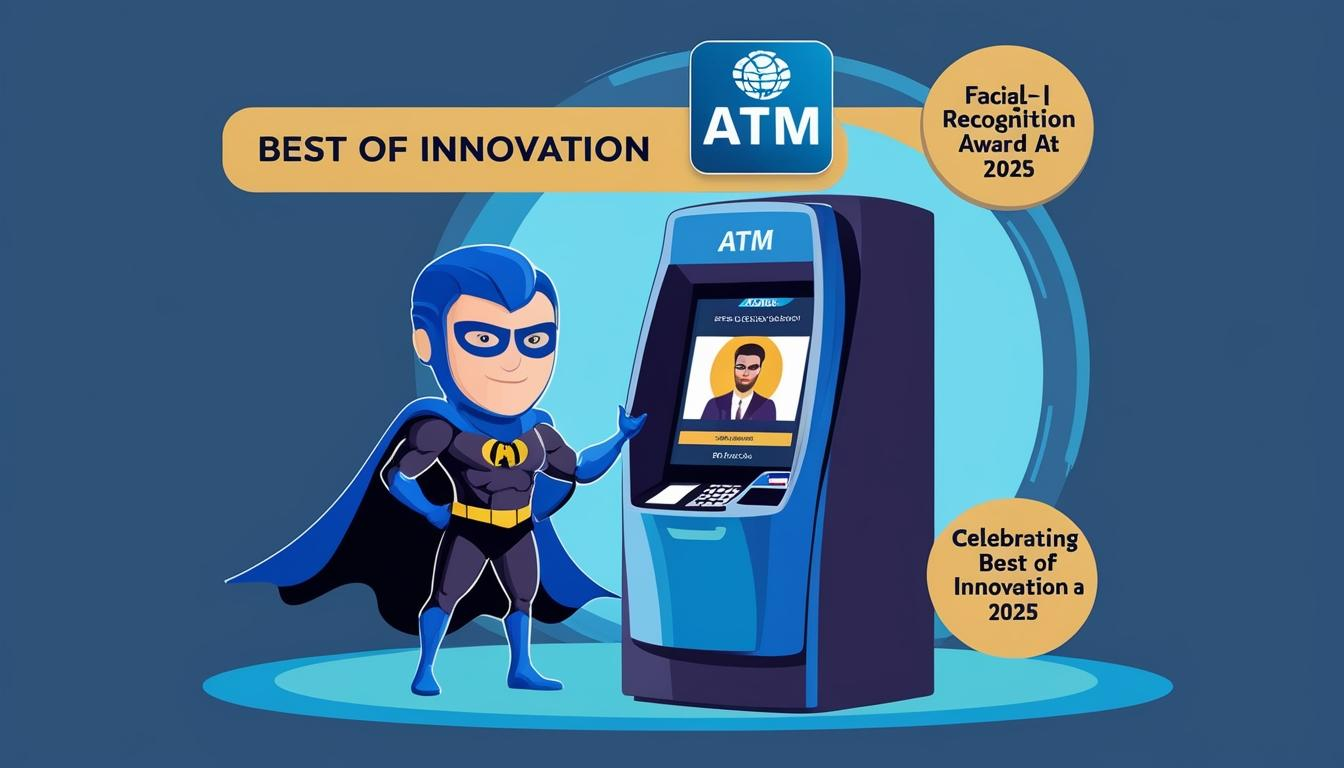 BEST OF INNOVATION
ATM
Facial-I
Recognition
Award At
2025
ATM
Celebrating
Best of
Innovation a
2025